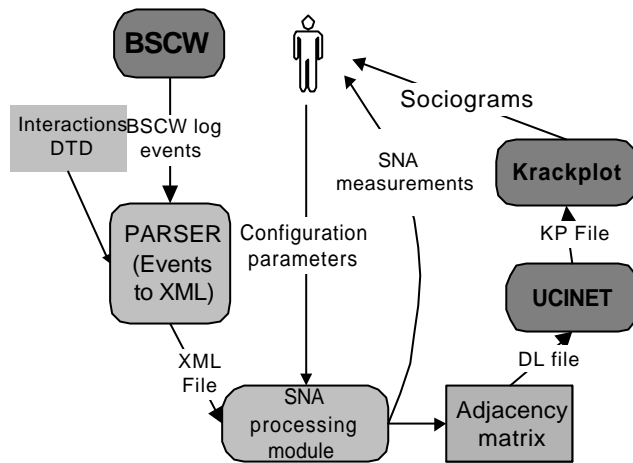 BSCW
Interactions
DTD
BSCW log
events
Sociograms
SNA
measurements
Krackplot
PARSER
(Events
to XML)
Configuration
parameters
KP File
UCINET
XML
File
DL file
SNA
processing
module
Adjacency
matrix